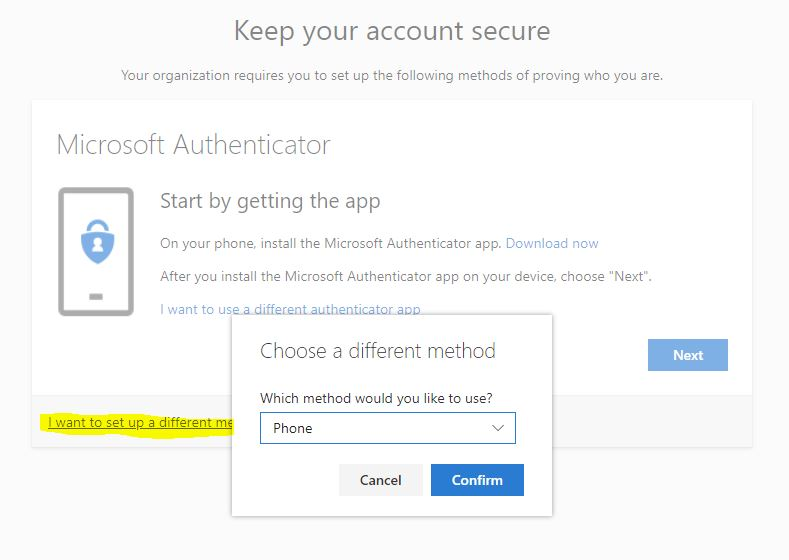 Keep your account secure
Your organization requires you to set up the following methods of proving who you are.
Microsoft Authenticator
Start by getting the app
On your phone, install the Microsoft Authenticator app. Download now
After you install the Microsoft Authenticator app on your device, choose "Next".
I want to use a different authenticator app
Next
I want to set up a different
Choose a different method
Which method would you like to use?
Phone
Cancel
Confirm